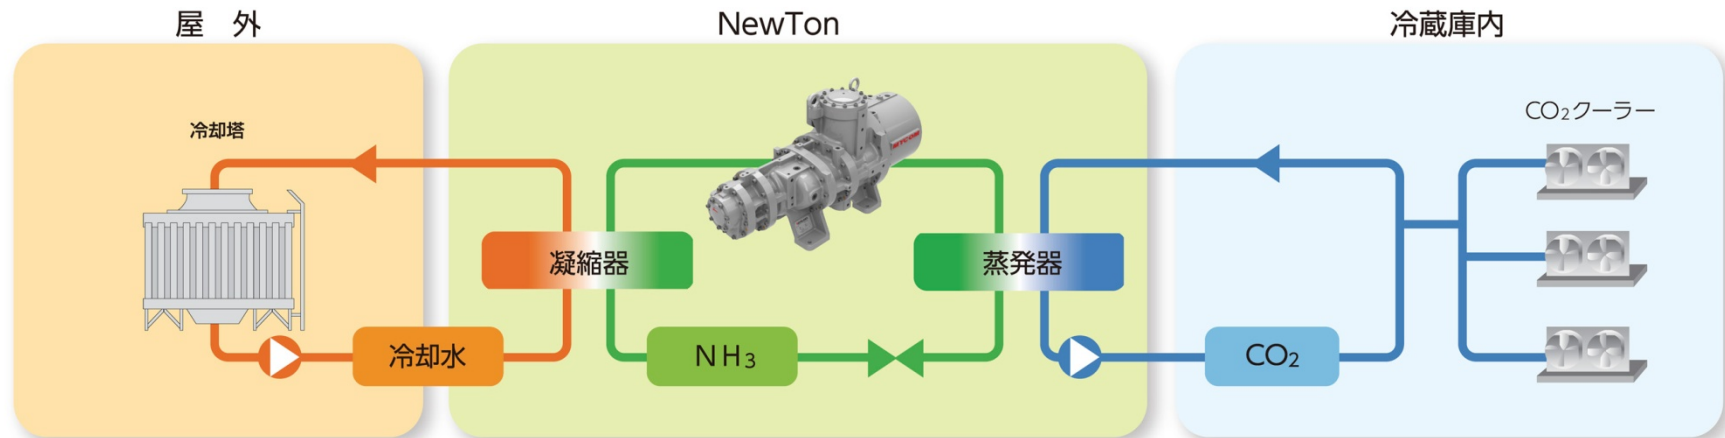 屋 外
NewTon
冷蔵庫内
冷却塔
MYCOM
CO₂クーラー
凝縮器
蒸発器
冷却水
NH₃
CO₂